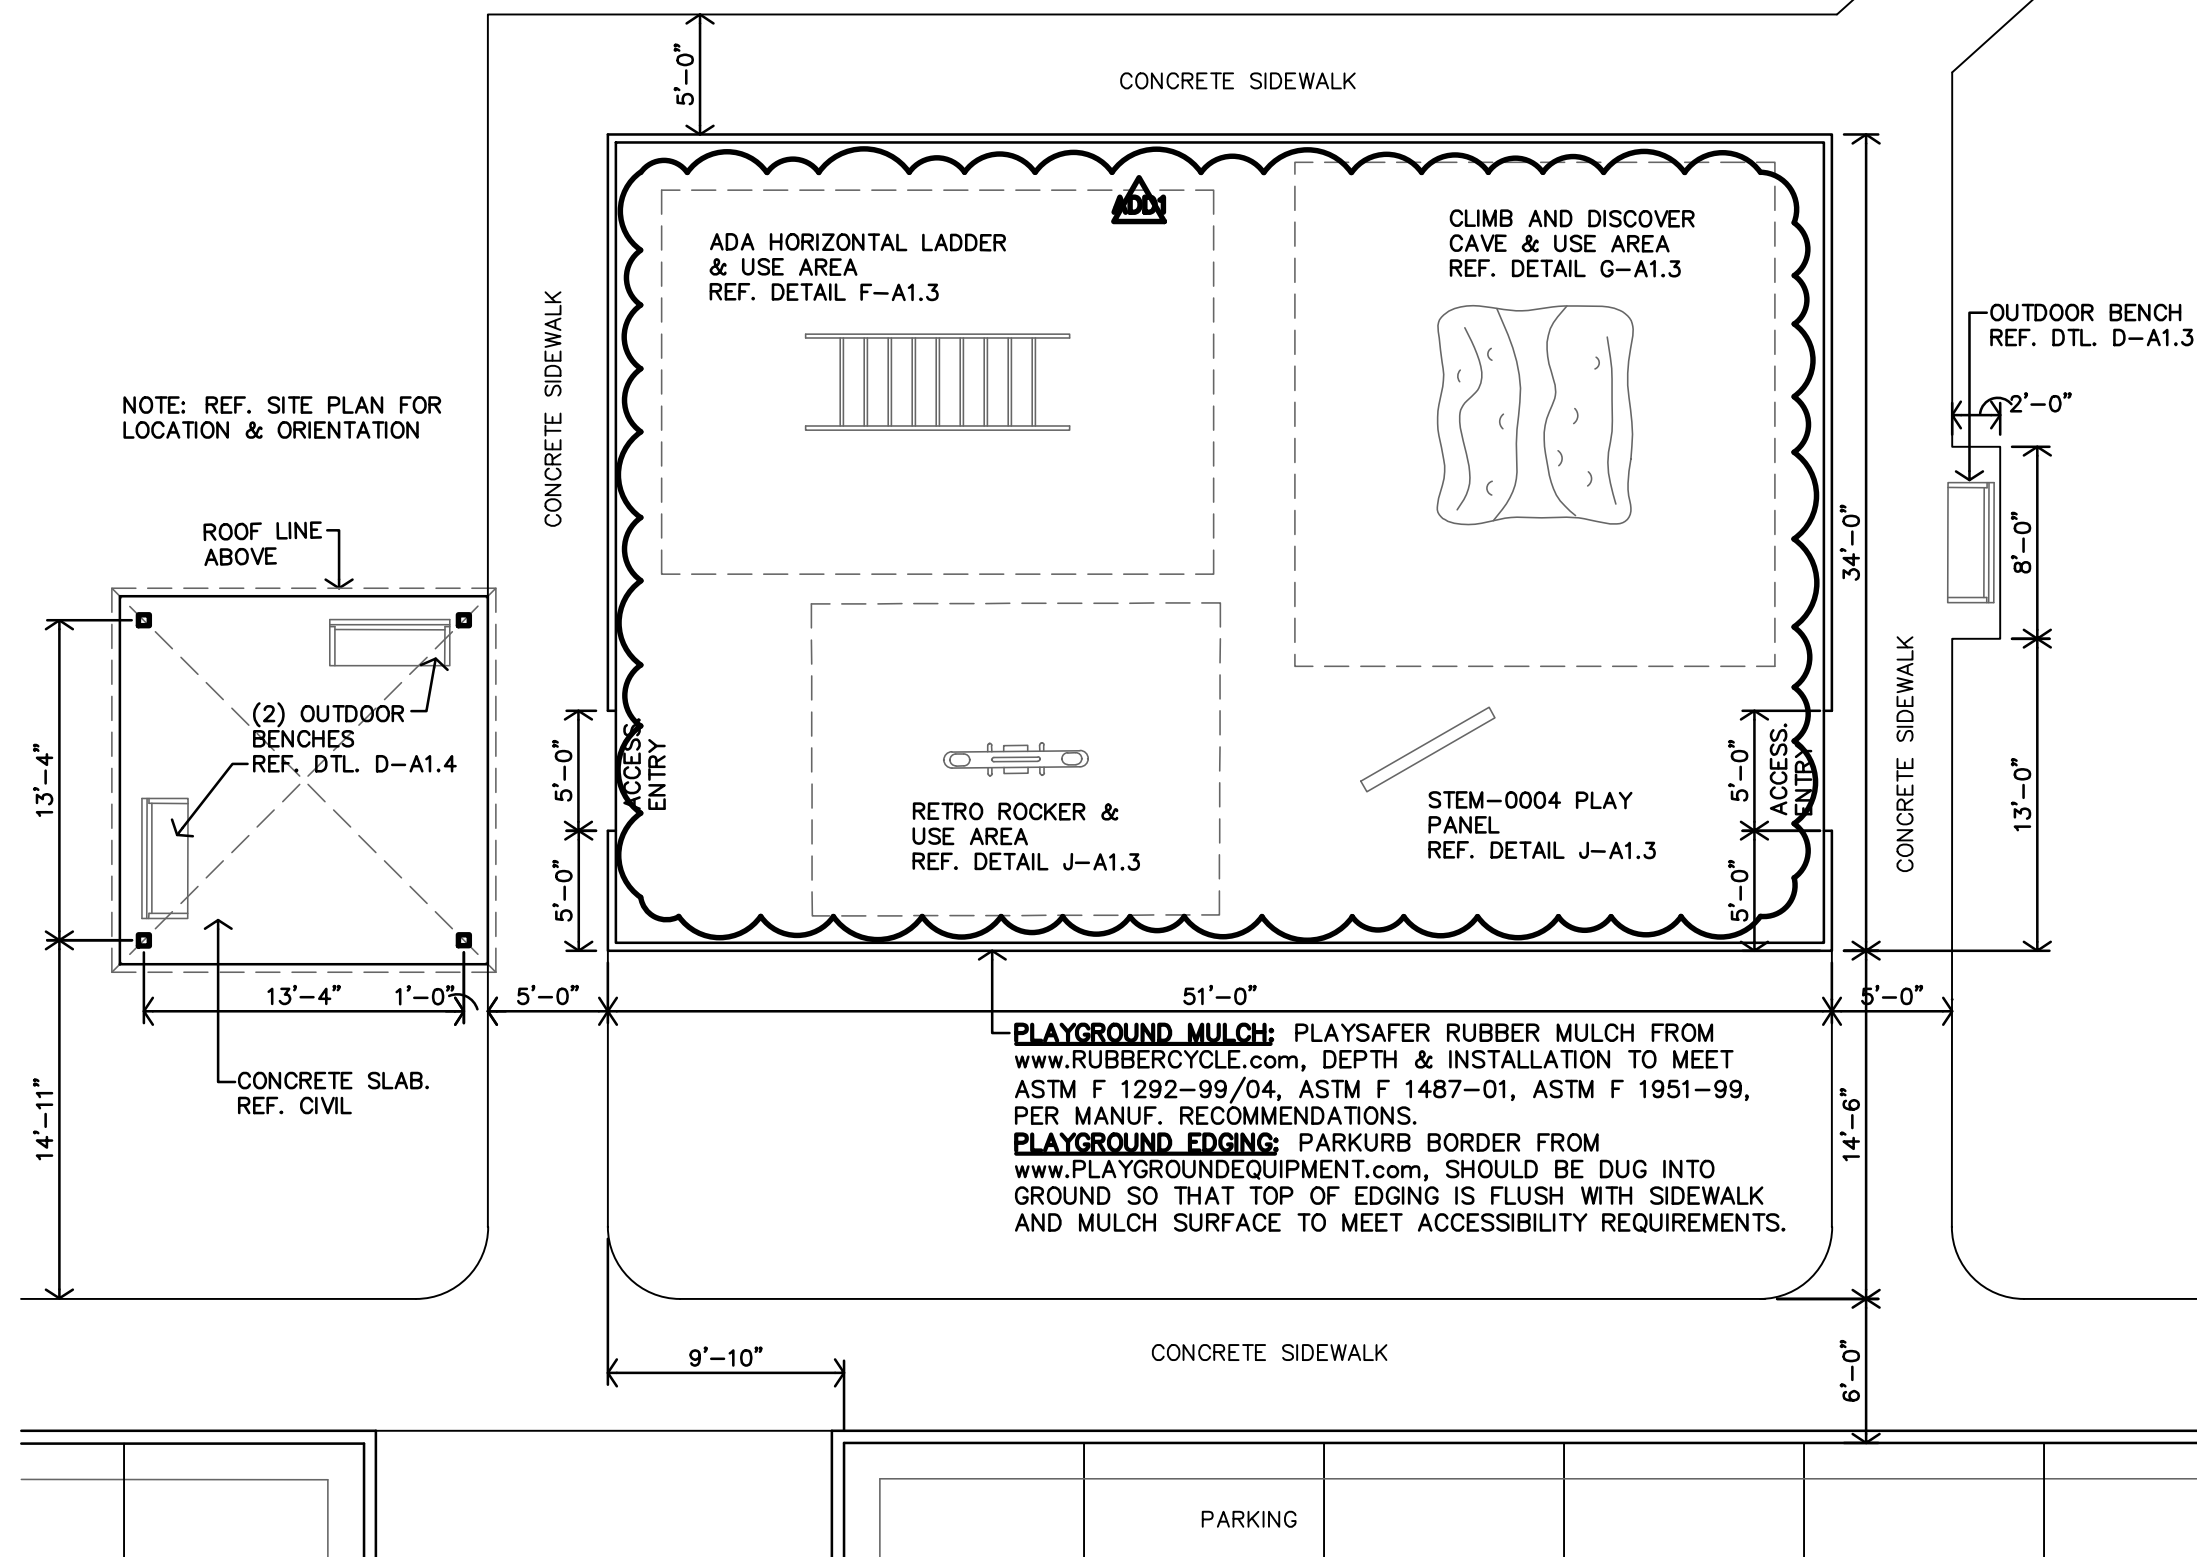 5'-0"
CONCRETE SIDEWALK
ADD1
ADA HORIZONTAL LADDER
& USE AREA
REF. DETAIL F-A1.3
CLIMB AND DISCOVER
CAVE & USE AREA
REF. DETAIL G-A1.3
CONCRETE SIDEWALK
OUTDOOR BENCH
REF. DTL. D-A1.3
2'-0"
NOTE: REF. SITE PLAN FOR
LOCATION & ORIENTATION
34'-0"
8'-0"
ROOF LINE
ABOVE
(2) OUTDOOR
BENCHES
REF. DTL. D-A1.4
13'-4"
5'-0"
ACCESS.
ENTRY
5'-0"
RETRO ROCKER &
USE AREA
REF. DETAIL J-A1.3
STEM-0004 PLAY
PANEL
REF. DETAIL J-A1.3
5'-0"
ACCESS.
ENTRY
5'-0"
CONCRETE SIDEWALK
13'-0"
13'-4"
1'-0"
5'-0"
51'-0"
5'-0"
PLAYGROUND MULCH: PLAYSAFER RUBBER MULCH FROM
www.RUBBERCYCLE.com, DEPTH & INSTALLATION TO MEET
ASTM F 1292-99/04, ASTM F 1487-01, ASTM F 1951-99,
PER MANUF. RECOMMENDATIONS.
PLAYGROUND EDGING: PARKURB BORDER FROM
www.PLAYGROUNDEQUIPMENT.com, SHOULD BE DUG INTO
GROUND SO THAT TOP OF EDGING IS FLUSH WITH SIDEWALK
AND MULCH SURFACE TO MEET ACCESSIBILITY REQUIREMENTS.
CONCRETE SLAB.
REF. CIVIL
14'-11"
14'-6"
9'-10"
CONCRETE SIDEWALK
6'-0"
PARKING